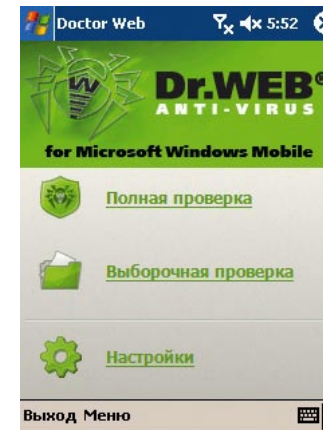 Doctor Web 5:52
Dr.WEB®
ANTI-VIRUS
for Microsoft Windows Mobile
Полная проверка
Выборочная проверка
Настройки
Выход Меню